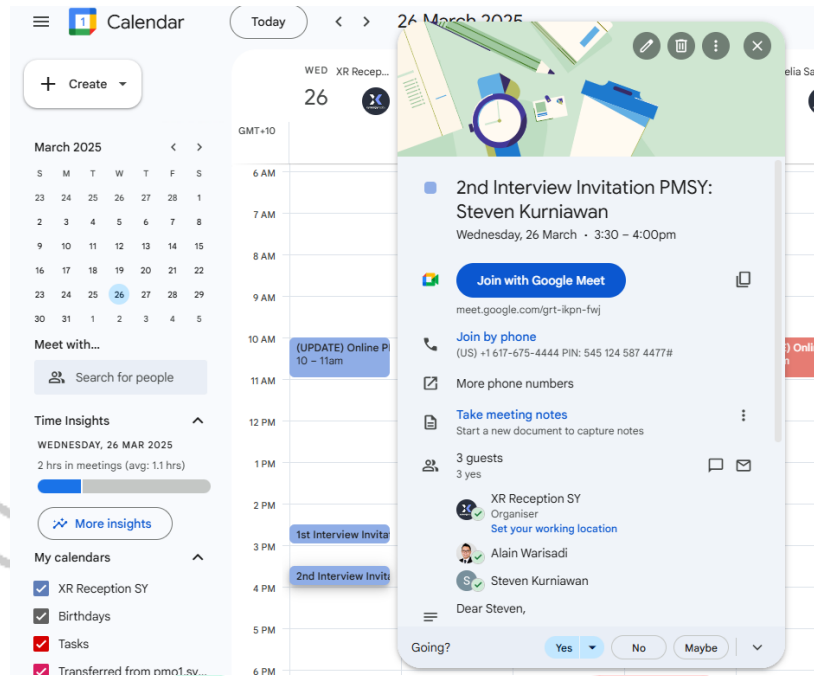 1
Calendar
Today
26 March 2025
Create
March 2025
S M T W T F S
23 24 25 26 27 28 1
2 3 4 5 6 7 8
9 10 11 12 13 14 15
16 17 18 19 20 21 22
23 24 25 26 27 28 29
30 31 1 2 3 4 5
Meet with...
Search for people
Time Insights
WEDNESDAY, 26 MAR 2025
2 hrs in meetings (avg: 1.1 hrs)
More insights
My calendars
XR Reception SY
Birthdays
Tasks
Transferred from pmo1.sy...
WED XR Recep...
26
GMT+10
6 AM
7 AM
8 AM
9 AM
10 AM
11 AM
12 PM
1 PM
2 PM
3 PM
4 PM
5 PM
6 PM
(UPDATE) Online
10 – 11am
1st Interview
2nd Interview
2nd Interview Invitation PMSY:
Steven Kurniawan
Wednesday, 26 March · 3:30 – 4:00pm
Join with Google Meet
meet.google.com/grt-ikpn-fwj
Join by phone
(US) +1 617-675-4444 PIN: 545 124 587 4477#
More phone numbers
Take meeting notes
Start a new document to capture notes
3 guests
3 yes
XR Reception SY
Organiser
Set your working location
Alain Warisadi
S
Steven Kurniawan
Dear Steven,
Going?
Yes
No
Maybe